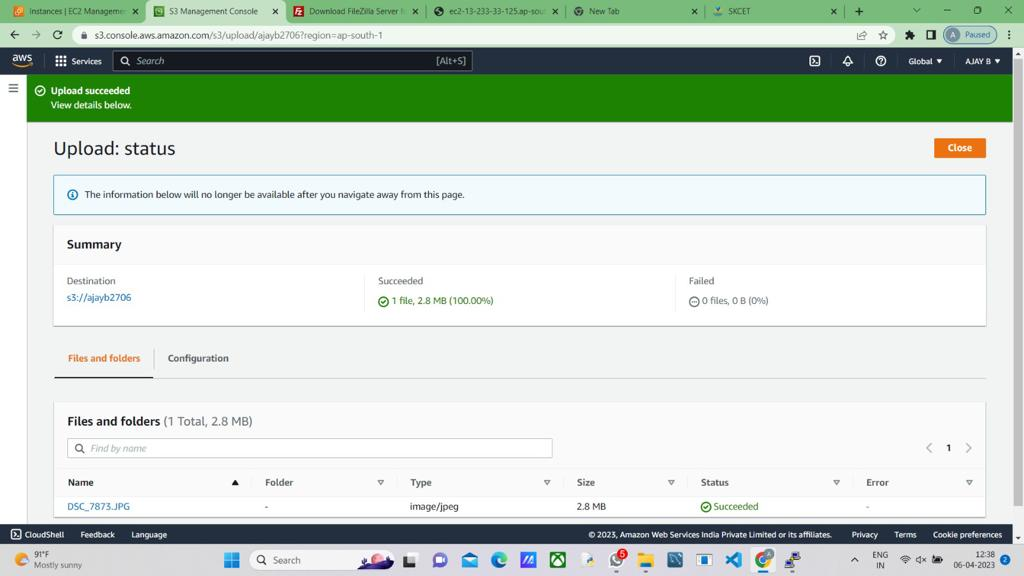 Instances | EC2 Managemen
S3 Management Console
Download FileZilla Server fo
ec2-13-233-33-125.ap-sout
New Tab
SKCET
s3.console.aws.amazon.com/s3/upload/ajayb2706?region=ap-south-1
A Paused
aws
Services
Search
[Alt+S]
Global
AJAY B
Upload succeeded
View details below.
Upload: status
Close
The information below will no longer be available after you navigate away from this page.
Summary
Destination
s3://ajayb2706
Succeeded
1 file, 2.8 MB (100.00%)
Failed
0 files, 0 B (0%)
Files and folders
Configuration
Files and folders (1 Total, 2.8 MB)
Find by name
1
Name Folder Type Size Status Error
DSC_7873.JPG - image/jpeg 2.8 MB Succeeded -
CloudShell Feedback Language
© 2023, Amazon Web Services India Private Limited or its affiliates.
Privacy Terms Cookie preferences
91°F
Mostly sunny
Search
5
ENG
IN
12:38
06-04-2023
2